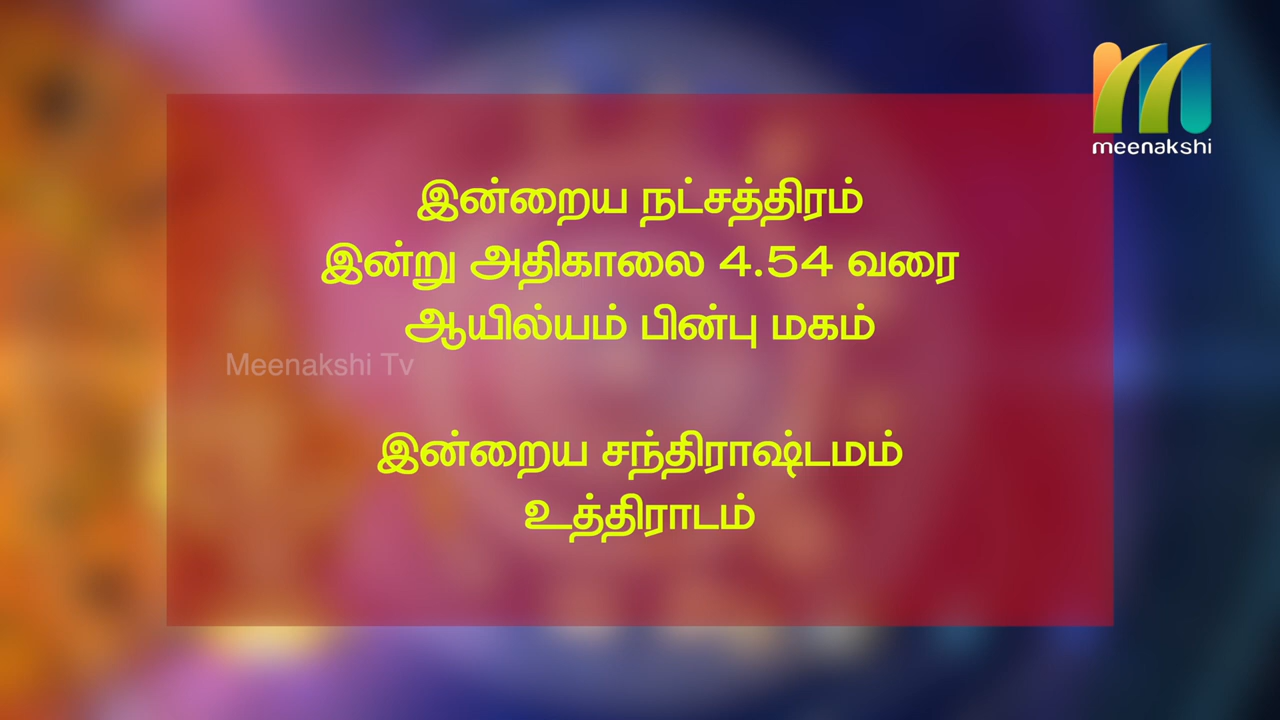 meenakshi
இன்றைய நட்சத்திரம்
இன்று அதிகாலை 4.54 வரை
ஆயில்யம் பின்பு மகம்
Meenakshi Tv
இன்றைய சந்திராஷ்டமம்
உத்திராடம்